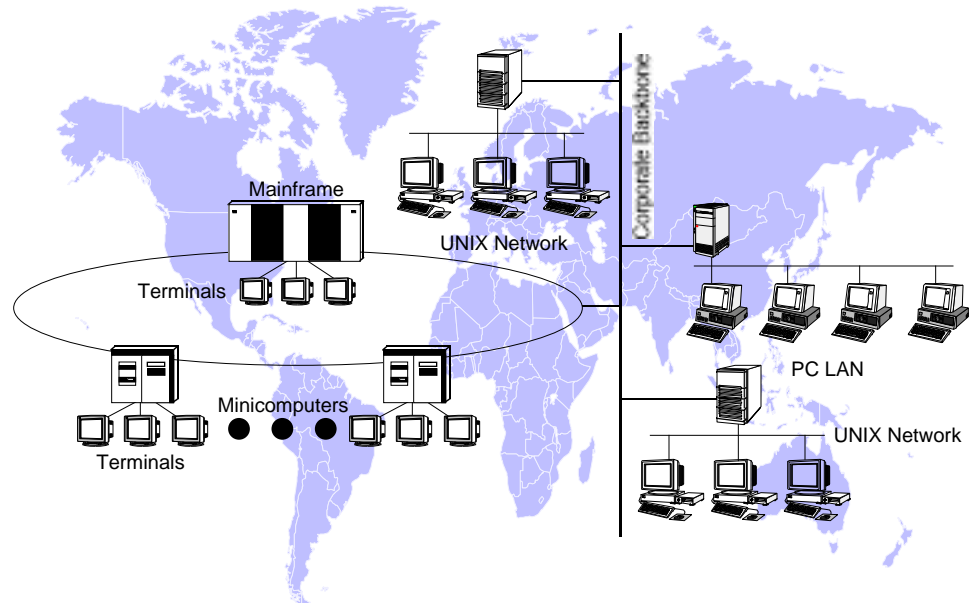 Corporate Backbone
Mainframe
UNIX Network
Terminals
PC LAN
Minicomputers
UNIX Network
Terminals